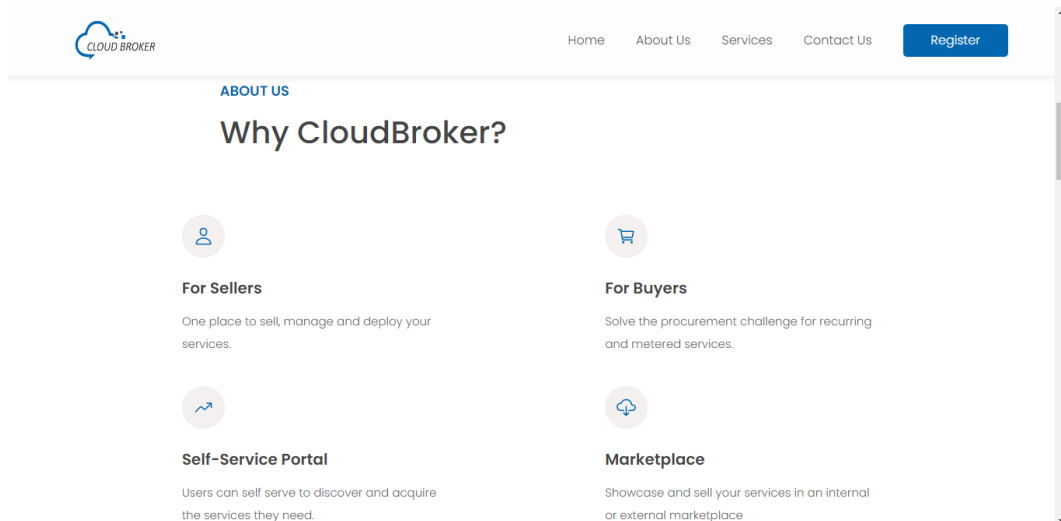 CLOUD BROKER
Home About Us Services Contact Us Register
ABOUT US
Why CloudBroker?
For Sellers
One place to sell, manage and deploy your
services.
For Buyers
Solve the procurement challenge for recurring
and metered services.
Self-Service Portal
Users can self serve to discover and acquire
the services they need.
Marketplace
Showcase and sell your services in an internal
or external marketplace